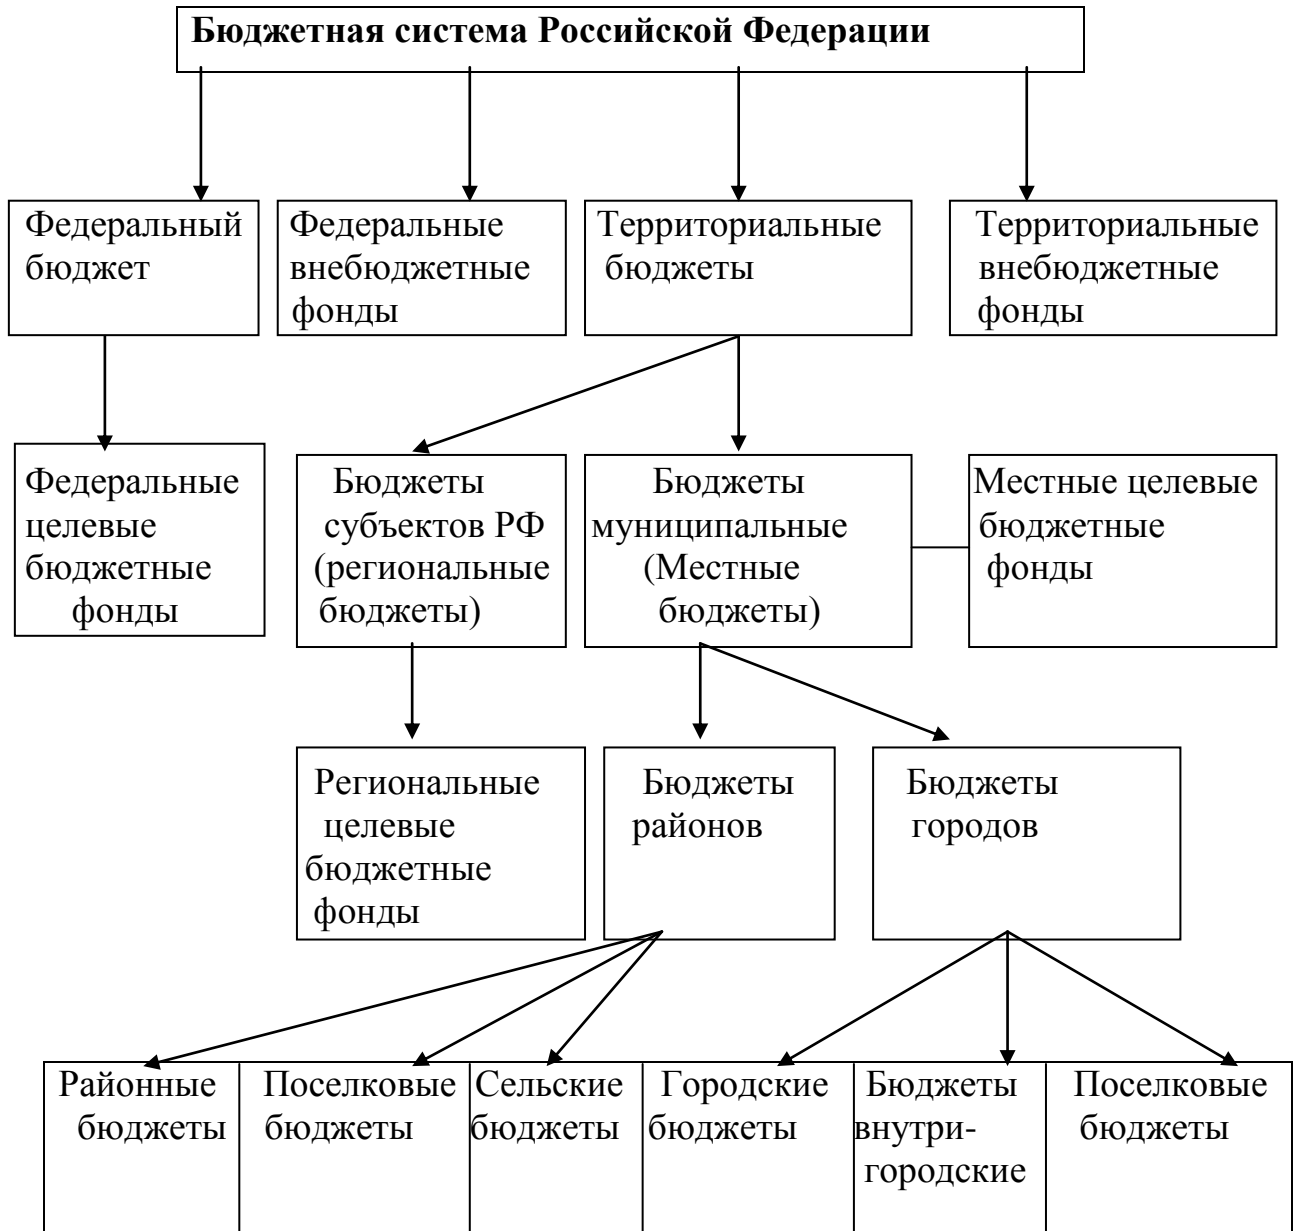 Бюджетная система Российской Федерации
Федеральный
бюджет
Федеральные
внебюджетные
фонды
Территориальные
бюджеты
Территориальные
внебюджетные
фонды
Федеральные
целевые
бюджетные
фонды
Бюджеты
субъектов РФ
(региональные
бюджеты)
Бюджеты
муниципальные
(Местные
бюджеты)
Местные целевые
бюджетные
фонды
Региональные
целевые
бюджетные
фонды
Бюджеты
районов
Бюджеты
городов
Районные
бюджеты
Поселковые
бюджеты
Сельские
бюджеты
Городские
бюджеты
Бюджеты
внутри-
городские
Поселковые
бюджеты